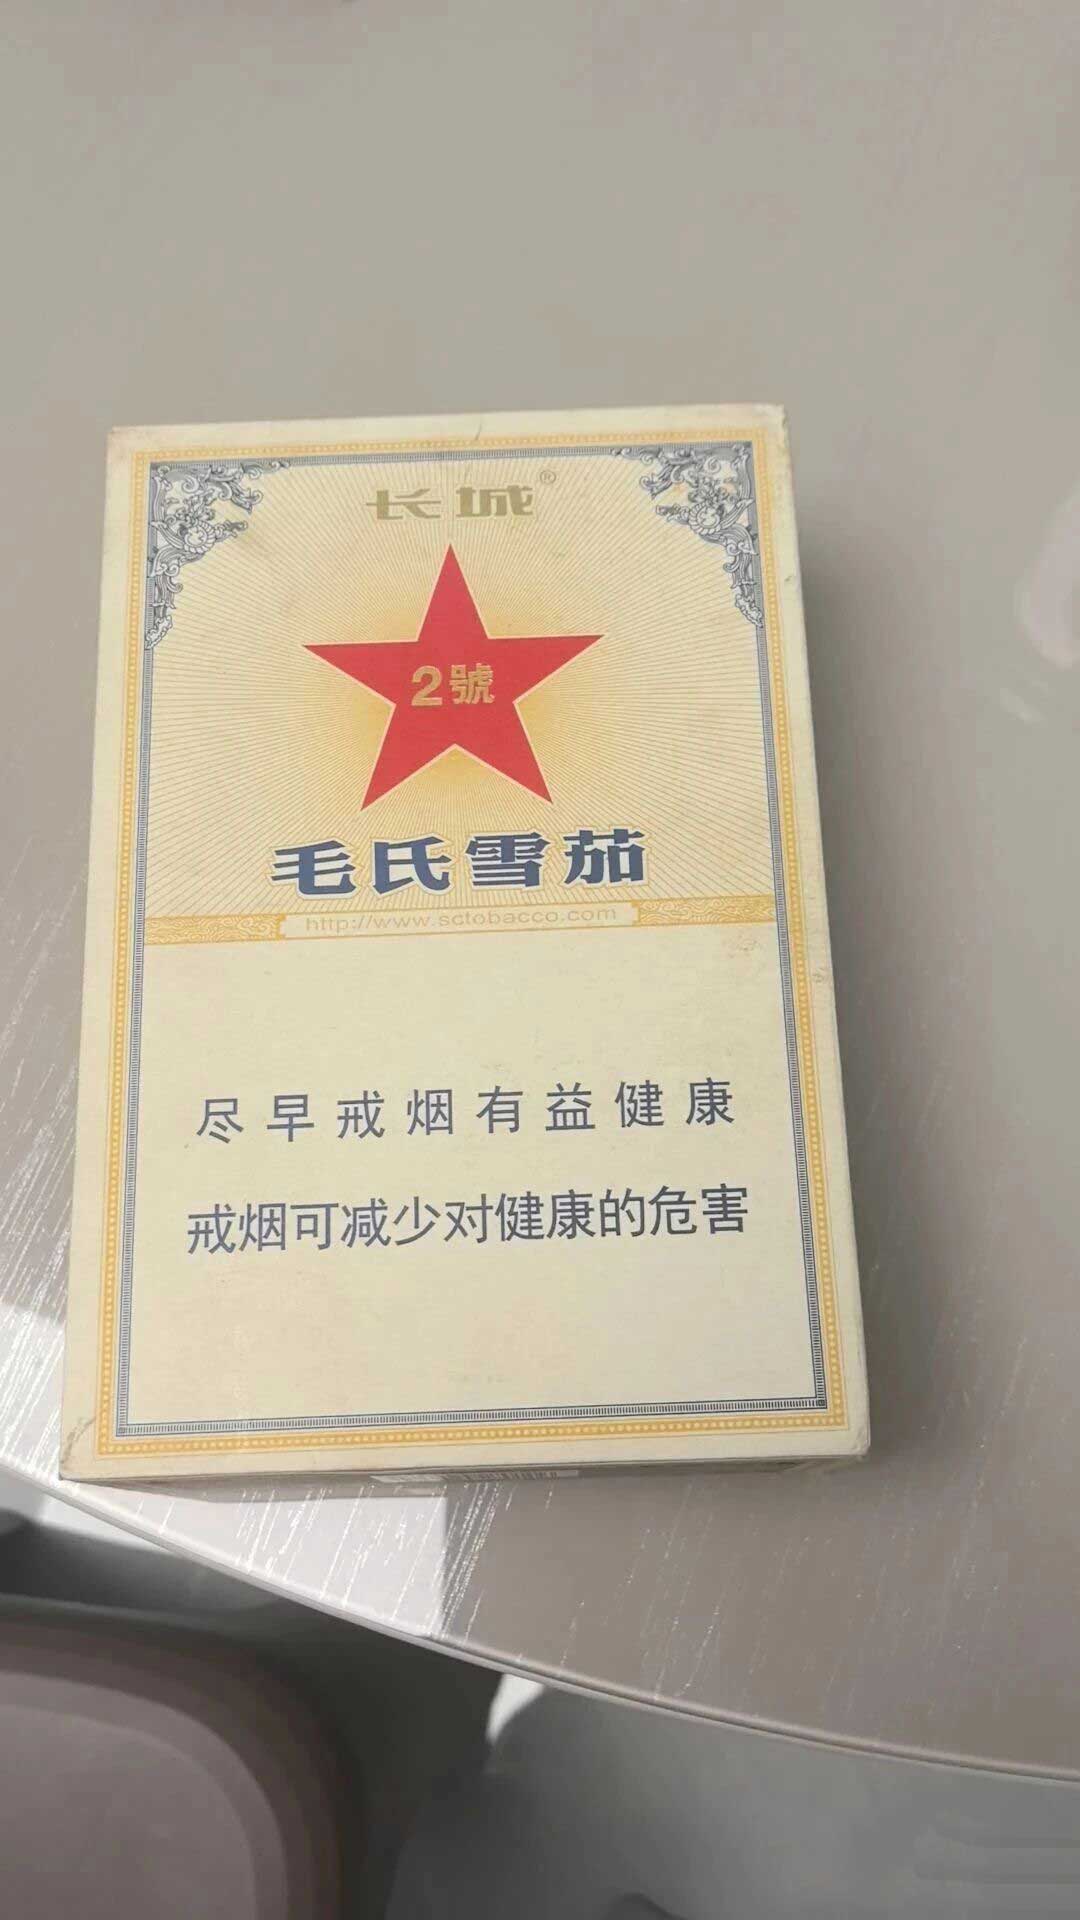 长城®
2號
毛氏雪茄
http://www.sctobacco.com
尽早戒烟有益健康
戒烟可减少对健康的危害